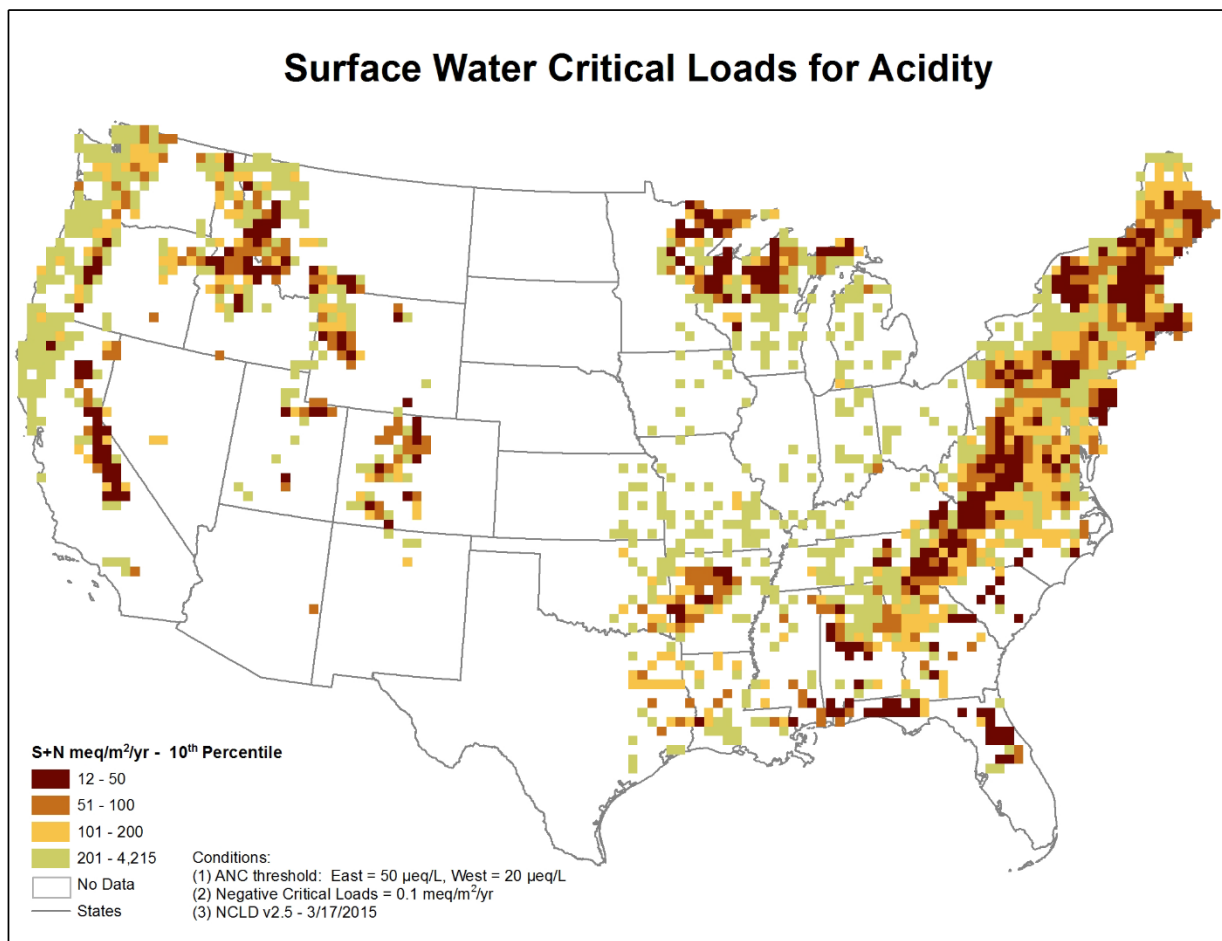 Surface Water Critical Loads for Acidity
S+N meq/m²/yr - 10th Percentile
12 - 50
51 - 100
101 - 200
201 - 4,215
No Data
States
Conditions:
(1) ANC threshold: East = 50 µeq/L, West = 20 µeq/L
(2) Negative Critical Loads = 0.1 meq/m²/yr
(3) NCLD v2.5 - 3/17/2015